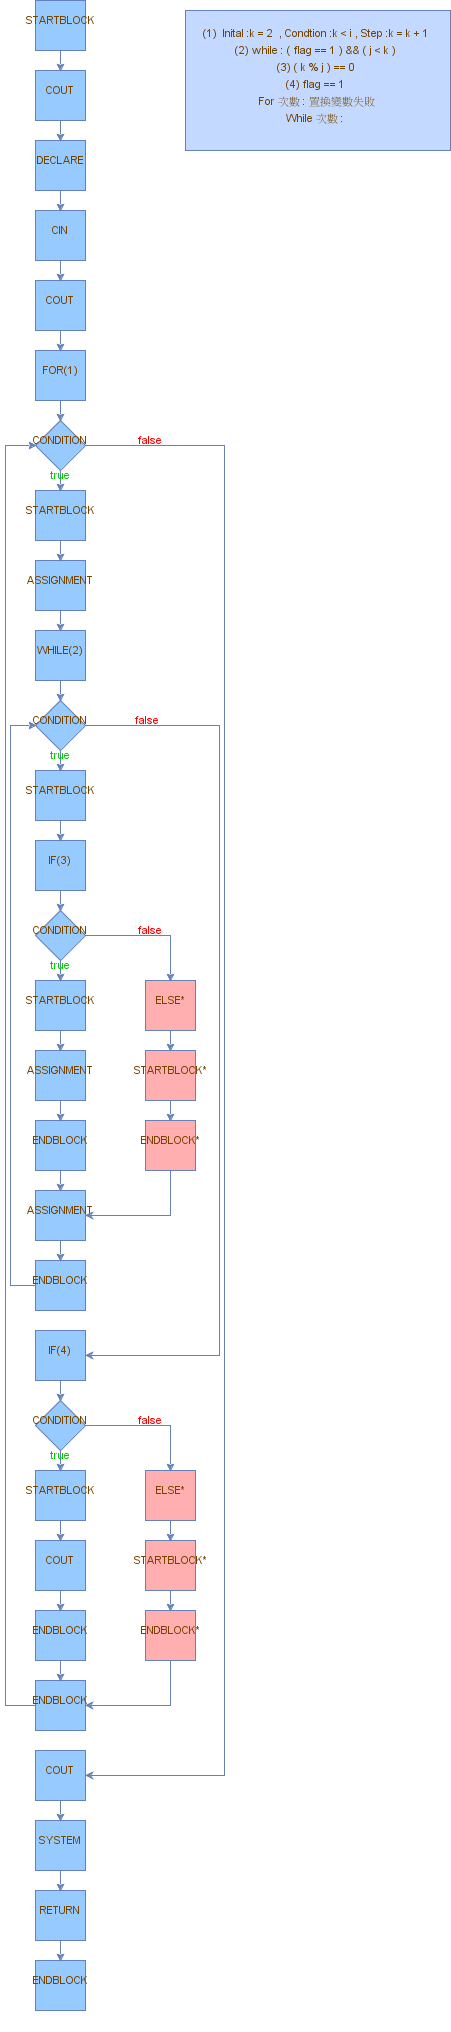 STARTBLOCK
(1) Inital :k = 2 , Condtion :k < i , Step :k = k + 1
(2) while : ( flag == 1 ) && ( j < k )
(3) ( k % j ) == 0
(4) flag == 1
For 次數 : 置換變數失敗
While 次數 :
COUT
DECLARE
CIN
COUT
FOR(1)
CONDITION
false
true
STARTBLOCK
ASSIGNMENT
WHILE(2)
CONDITION
false
true
STARTBLOCK
IF(3)
CONDITION
false
true
STARTBLOCK
ELSE*
ASSIGNMENT
STARTBLOCK*
ENDBLOCK
ENDBLOCK*
ASSIGNMENT
ENDBLOCK
IF(4)
CONDITION
false
true
STARTBLOCK
ELSE*
COUT
STARTBLOCK*
ENDBLOCK
ENDBLOCK*
ENDBLOCK
COUT
SYSTEM
RETURN
ENDBLOCK